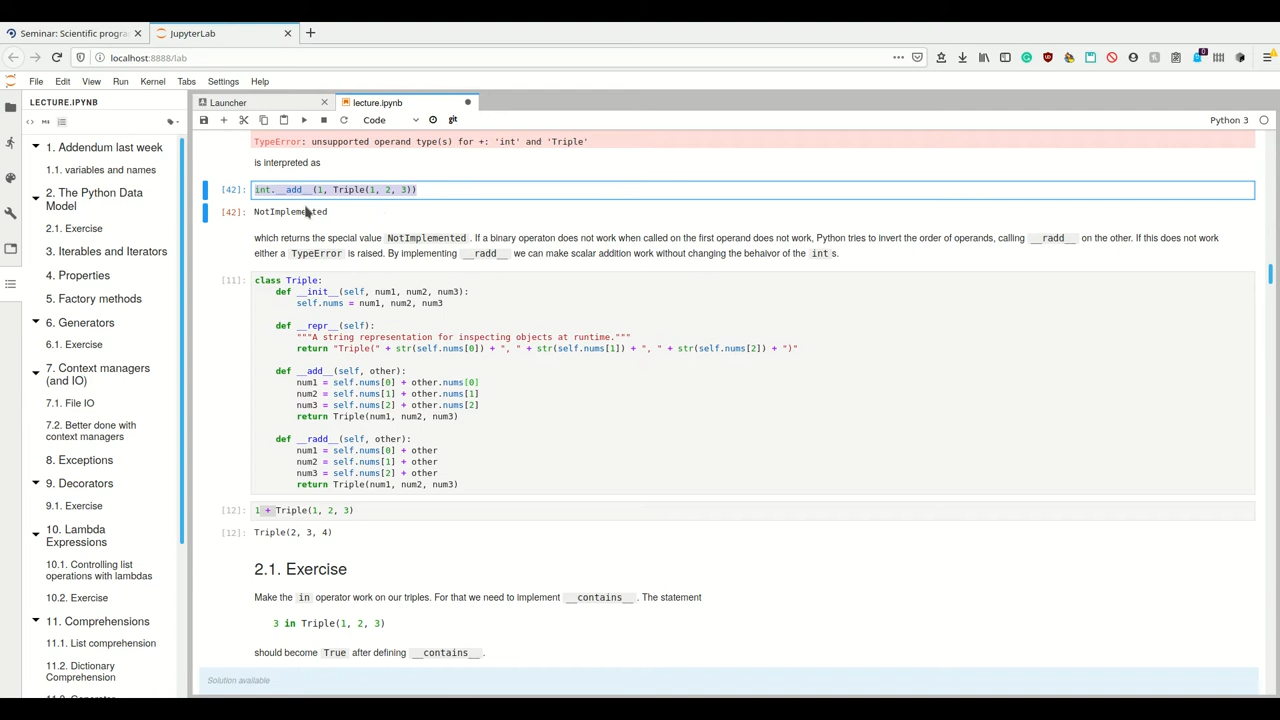 Seminar: Scientific progra
JupyterLab
localhost:8888/lab
File Edit View Run Kernel Tabs Settings Help
LECTURE.IPYNB
Launcher
lecture.ipynb
Code
git
Python 3
1. Addendum last week
1.1. variables and names
2. The Python Data
Model
2.1. Exercise
3. Iterables and Iterators
4. Properties
5. Factory methods
6. Generators
6.1. Exercise
7. Context managers
(and IO)
7.1. File IO
7.2. Better done with
context managers
8. Exceptions
9. Decorators
9.1. Exercise
10. Lambda
Expressions
10.1. Controlling list
operations with lambdas
10.2. Exercise
11. Comprehensions
11.1. List comprehension
11.2. Dictionary
Comprehension
TypeError: unsupported operand type(s) for +: 'int' and 'Triple'
is interpreted as
[42]: int.__add__(1, Triple(1, 2, 3))
[42]: NotImplemented
which returns the special value NotImplemented . If a binary operaton does not work when called on the first operand does not work, Python tries to invert the order of operands, calling __radd__ on the other. If this does not work
either a TypeError is raised. By implementing __radd__ we can make scalar addition work without changing the behaivor of the int s.
[11]: class Triple:
def __init__(self, num1, num2, num3):
self.nums = num1, num2, num3
def __repr__(self):
"""A string representation for inspecting objects at runtime."""
return "Triple(" + str(self.nums[0]) + ", " + str(self.nums[1]) + ", " + str(self.nums[2]) + ")"
def __add__(self, other):
num1 = self.nums[0] + other.nums[0]
num2 = self.nums[1] + other.nums[1]
num3 = self.nums[2] + other.nums[2]
return Triple(num1, num2, num3)
def __radd__(self, other):
num1 = self.nums[0] + other
num2 = self.nums[1] + other
num3 = self.nums[2] + other
return Triple(num1, num2, num3)
[12]: 1 + Triple(1, 2, 3)
[12]: Triple(2, 3, 4)
2.1. Exercise
Make the in operator work on our triples. For that we need to implement __contains__ . The statement
3 in Triple(1, 2, 3)
should become True after defining __contains__ .
Solution available